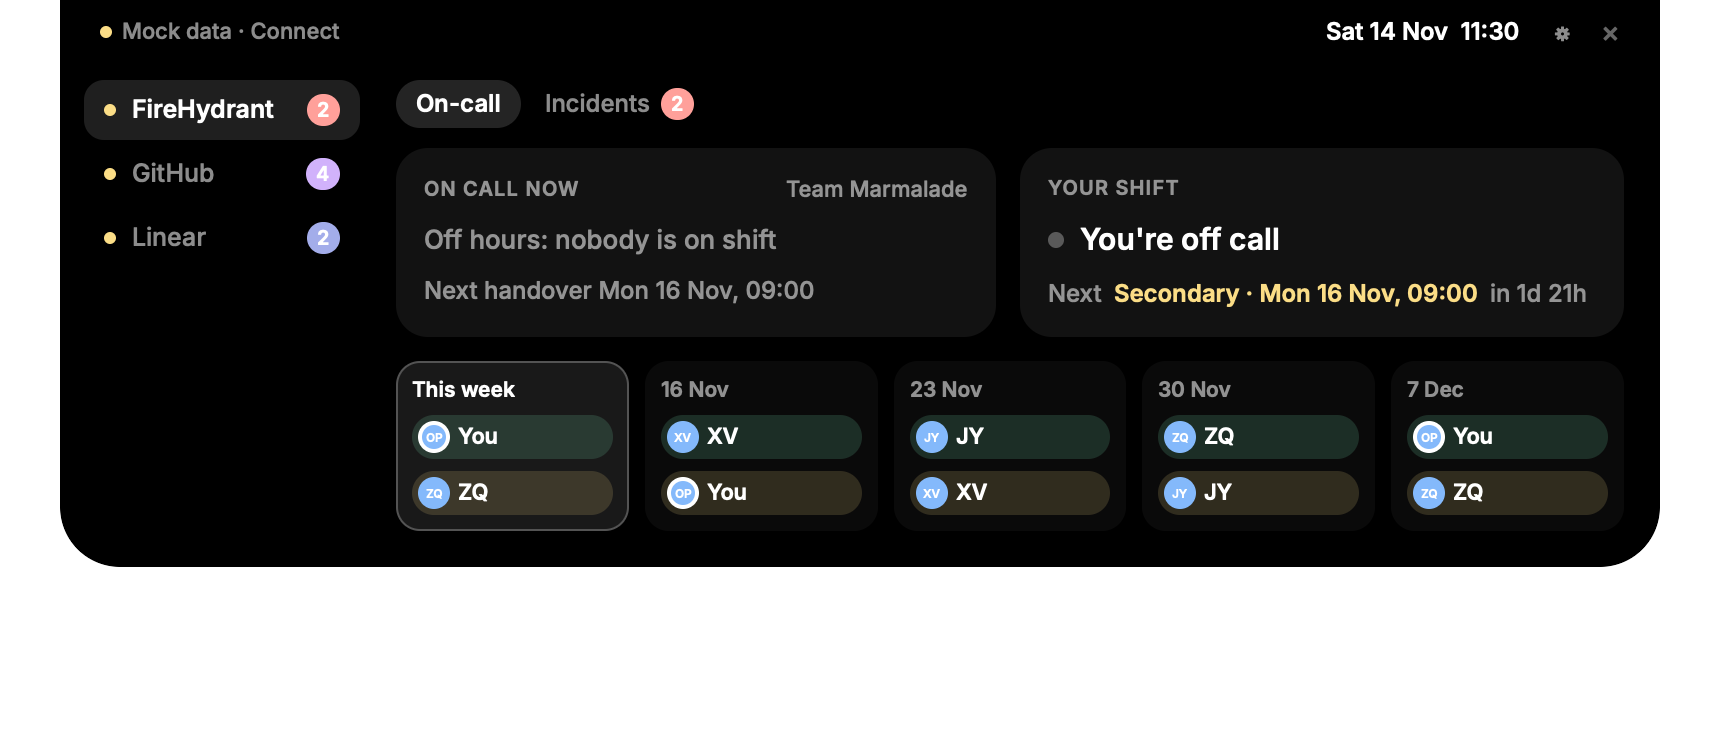 Mock data · Connect
Sat 14 Nov 11:30
FireHydrant 2
GitHub 4
Linear 2
On-call
Incidents 2
ON CALL NOW
Team Marmalade
Off hours: nobody is on shift
Next handover Mon 16 Nov, 09:00
YOUR SHIFT
You're off call
Next Secondary · Mon 16 Nov, 09:00 in 1d 21h
This week
OP You
ZQ ZQ
16 Nov
XV XV
OP You
23 Nov
JY JY
XV XV
30 Nov
ZQ ZQ
JY JY
7 Dec
OP You
ZQ ZQ